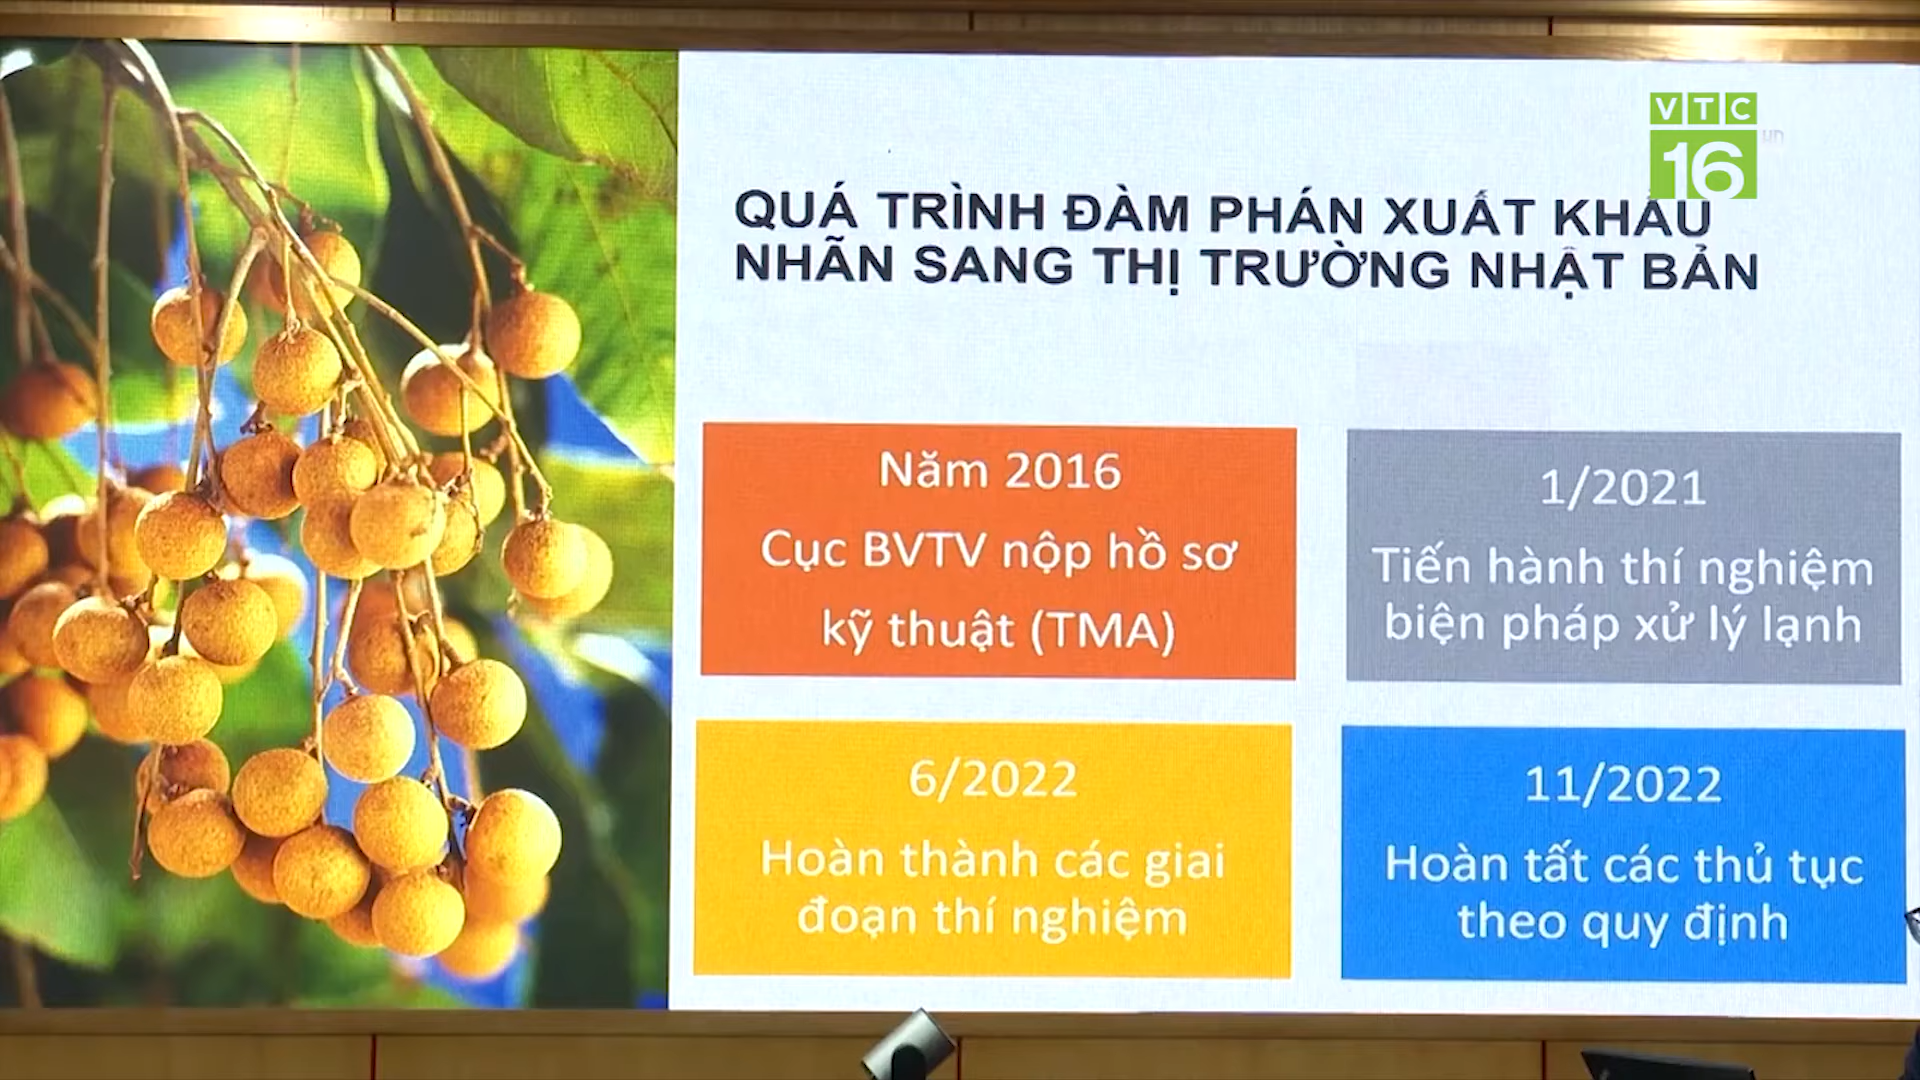 VTC
16
QUÁ TRÌNH ĐÀM PHÁN XUẤT KHẨU
NHÃN SANG THỊ TRƯỜNG NHẬT BẢN
Năm 2016
Cục BVTV nộp hồ sơ
kỹ thuật (TMA)
1/2021
Tiến hành thí nghiệm
biện pháp xử lý lạnh
6/2022
Hoàn thành các giai
đoạn thí nghiệm
11/2022
Hoàn tất các thủ tục
theo quy định